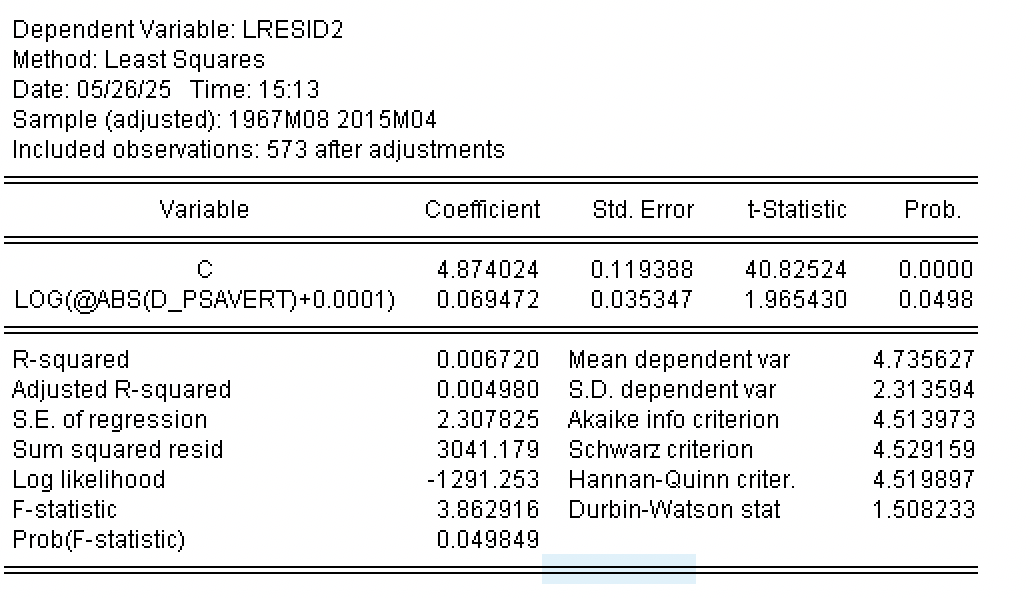 Dependent Variable: LRESID2
Method: Least Squares
Date: 05/26/25 Time: 15:13
Sample (adjusted): 1967M08 2015M04
Included observations: 573 after adjustments
Variable Coefficient Std. Error t-Statistic Prob.
C 4.874024 0.119388 40.82524 0.0000
LOG(@ABS(D_PSAVERT)+0.0001) 0.069472 0.035347 1.965430 0.0498
R-squared 0.006720 Mean dependent var 4.735627
Adjusted R-squared 0.004980 S.D. dependent var 2.313594
S.E. of regression 2.307825 Akaike info criterion 4.513973
Sum squared resid 3041.179 Schwarz criterion 4.529159
Log likelihood -1291.253 Hannan-Quinn criter. 4.519897
F-statistic 3.862916 Durbin-Watson stat 1.508233
Prob(F-statistic) 0.049849